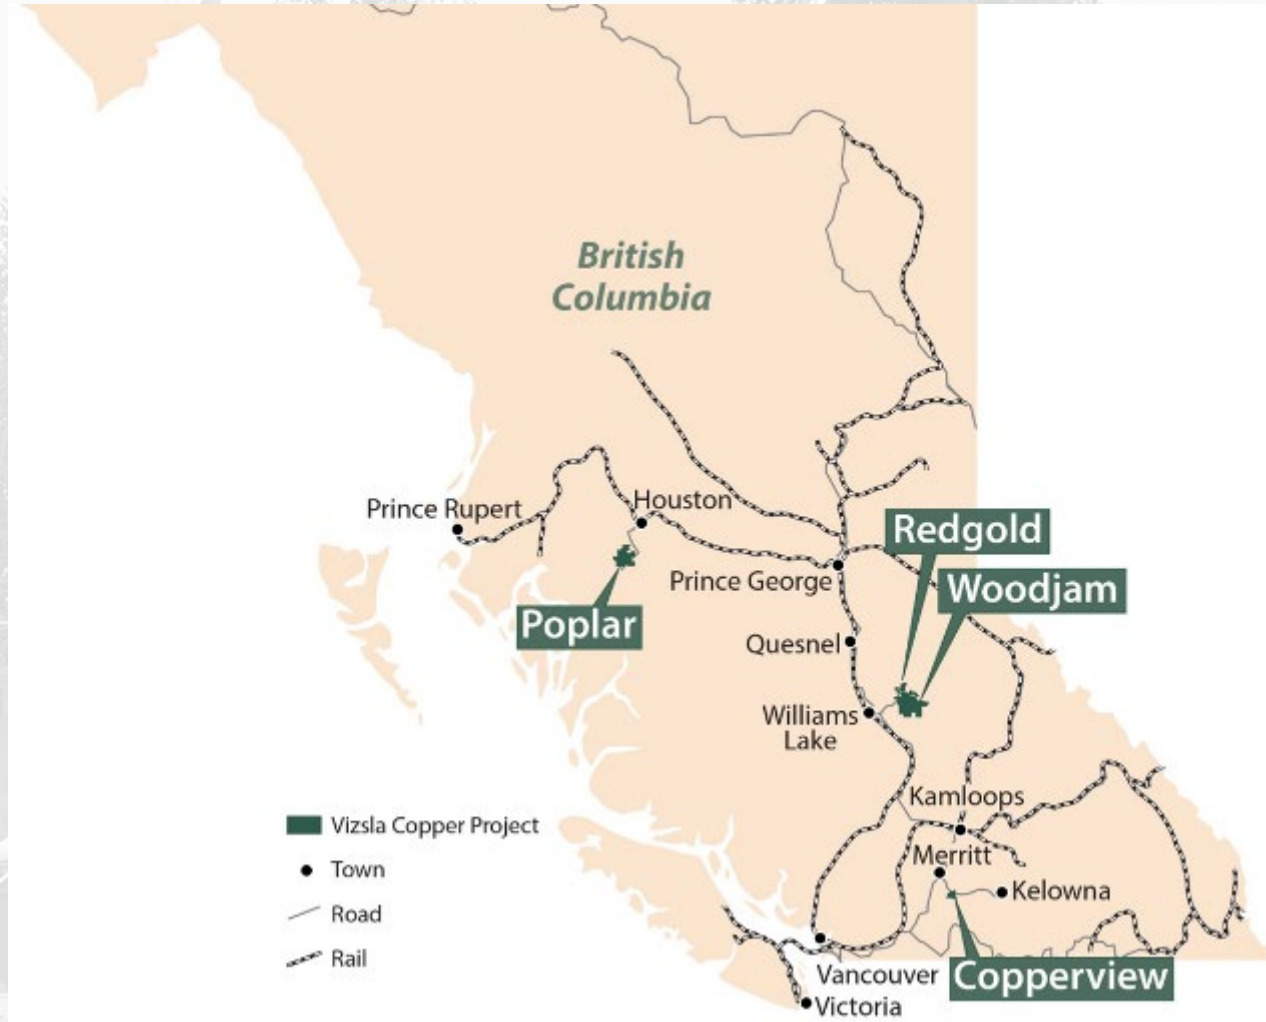 British
Columbia
Prince Rupert
Houston
Redgold
Prince George
Woodjam
Poplar
Quesnel
Williams
Lake
Kamloops
Vizsla Copper Project
Merritt
Town
Kelowna
Road
Rail
Vancouver
Copperview
Victoria